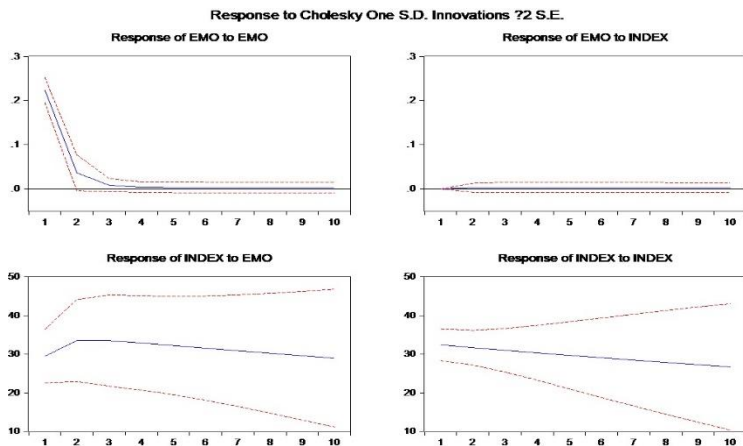 Response to Cholesky One S.D. Innovations ?2 S.E.
Response of EMO to EMO
.3
.2
.1
.0
1 2 3 4 5 6 7 8 9 10
Response of EMO to INDEX
.3
.2
.1
.0
1 2 3 4 5 6 7 8 9 10
Response of INDEX to EMO
50
40
30
20
10
1 2 3 4 5 6 7 8 9 10
Response of INDEX to INDEX
50
40
30
20
10
1 2 3 4 5 6 7 8 9 10